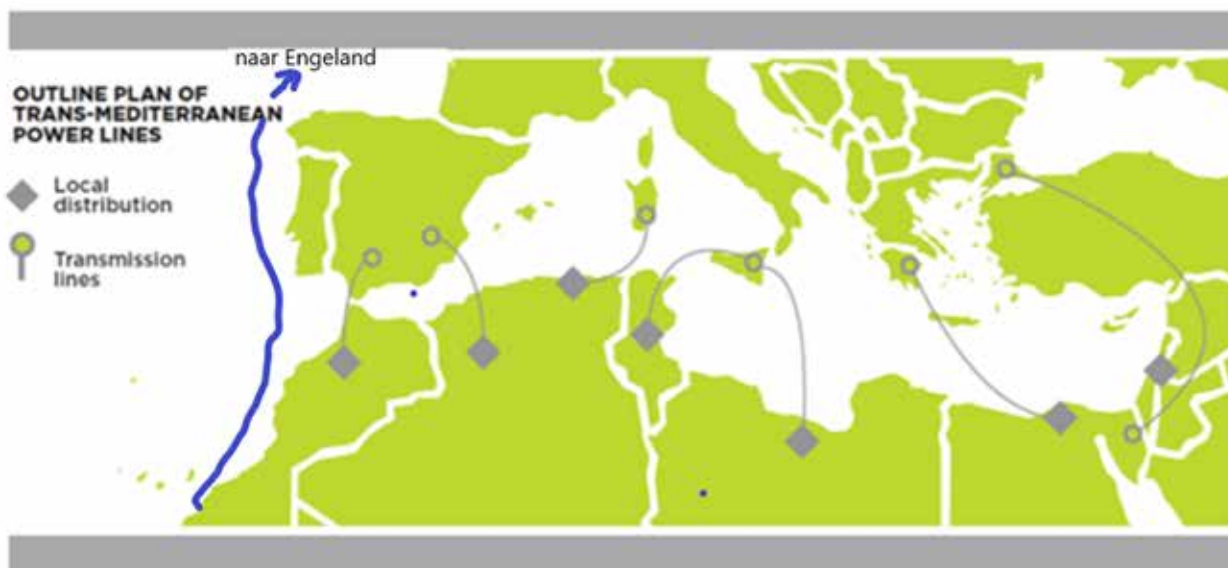 naar Engeland
OUTLINE PLAN OF
TRANS-MEDITERRANEAN
POWER LINES
Local
distribution
Transmission
lines